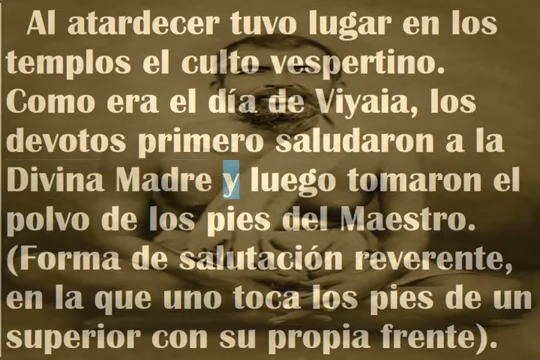 Al atardecer tuvo lugar en los
templos el culto vespertino.
Como era el día de Viyaia, los
devotos primero saludaron a la
Divina Madre y luego tomaron el
polvo de los pies del Maestro.
(Forma de salutación reverente,
en la que uno toca los pies de un
superior con su propia frente).